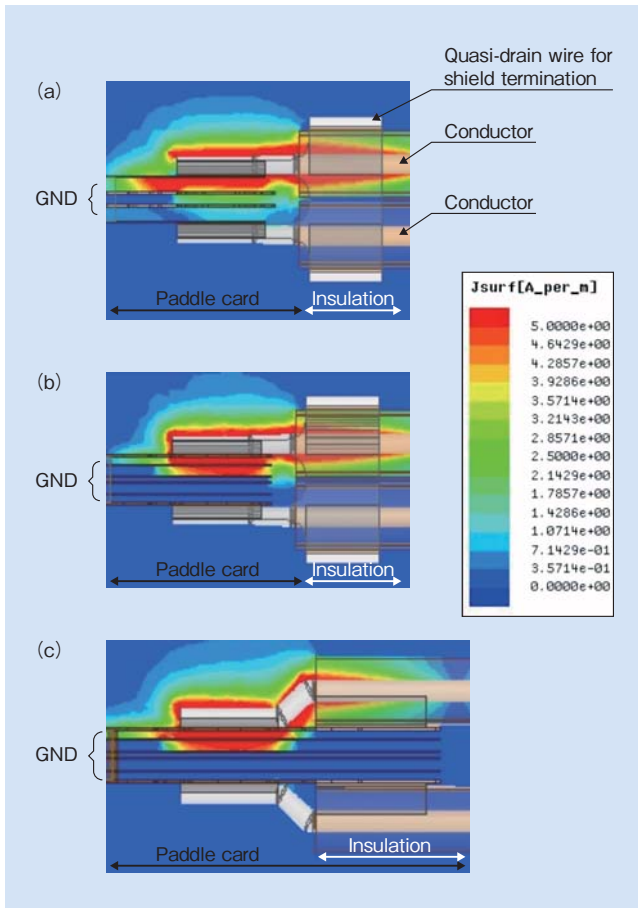 Quasi-drain wire for
shield termination
(a)
Conductor
GND
Conductor
Paddle card
Insulation
Jsurf[A_per_m]
5.0000e+00
4.6429e+00
4.2857e+00
3.9286e+00
3.5714e+00
3.2143e+00
2.8571e+00
2.5000e+00
2.1429e+00
1.7857e+00
1.4286e+00
1.0714e+00
7.1429e-01
3.5714e-01
0.0000e+00
(b)
GND
Paddle card
Insulation
(c)
GND
Insulation
Paddle card